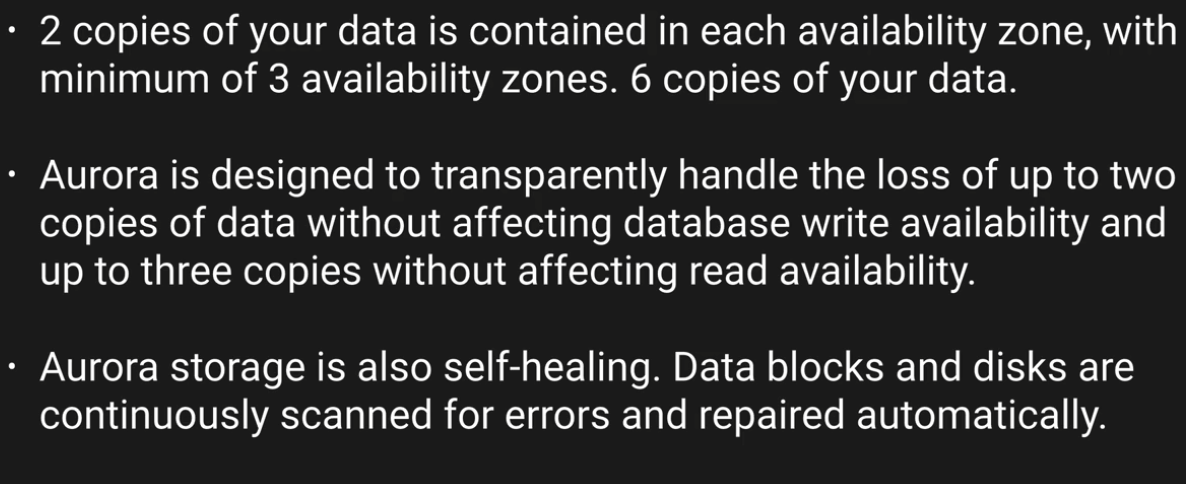 · 2 copies of your data is contained in each availability zone, with
minimum of 3 availability zones. 6 copies of your data.
· Aurora is designed to transparently handle the loss of up to two
copies of data without affecting database write availability and
up to three copies without affecting read availability.
· Aurora storage is also self-healing. Data blocks and disks are
continuously scanned for errors and repaired automatically.